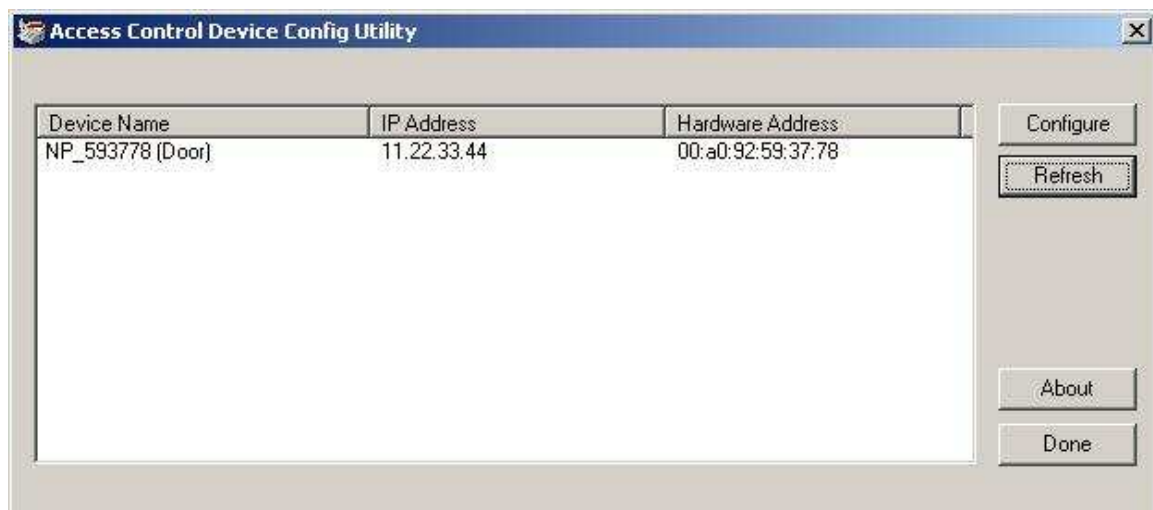 Access Control Device Config Utility
Device Name IP Address Hardware Address
NP_593778 (Door) 11.22.33.44 00:a0:92:59:37:78
Configure
Refresh
About
Done